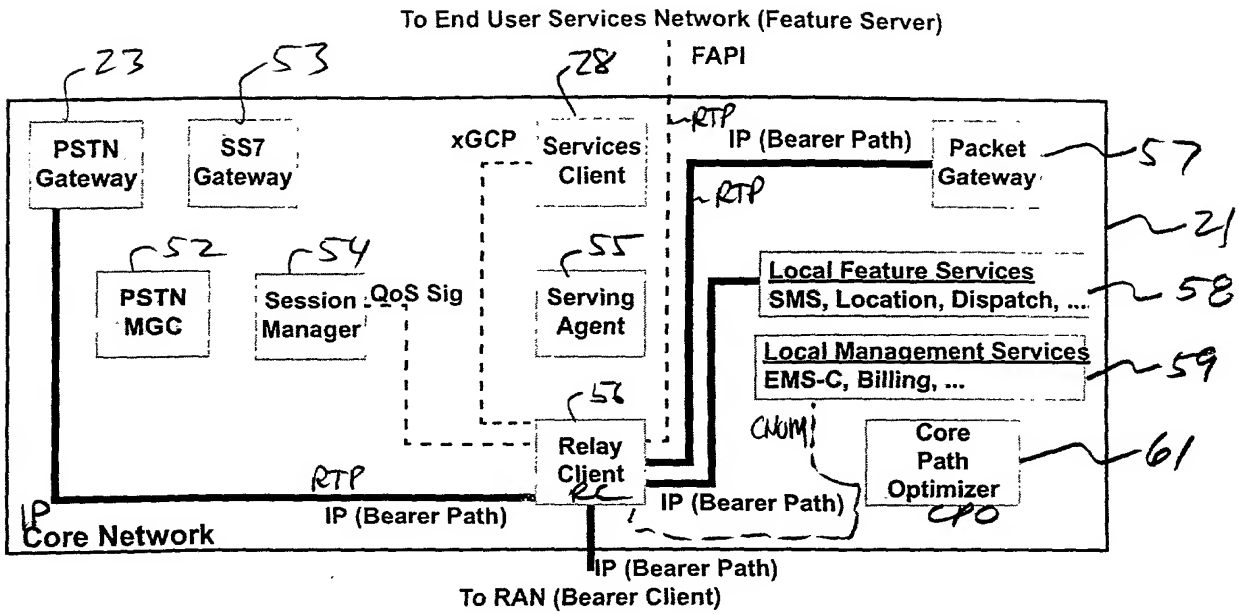 To End User Services Network (Feature Server)
FAPI
23
53
28
RTP
PSTN
Gateway
SS7
Gateway
xGCP
Services
Client
IP (Bearer Path)
RTP
Packet
Gateway
57
21
52
54
55
PSTN
MGC
Session
Manager
QoS Sig
Serving
Agent
Local Feature Services
SMS, Location, Dispatch, ...
58
Local Management Services
EMS-C, Billing, ...
59
56
Relay
Client
RC
CNOM
Core
Path
Optimizer
CPO
61
RTP
IP (Bearer Path)
IP (Bearer Path)
IP
Core Network
IP (Bearer Path)
To RAN (Bearer Client)